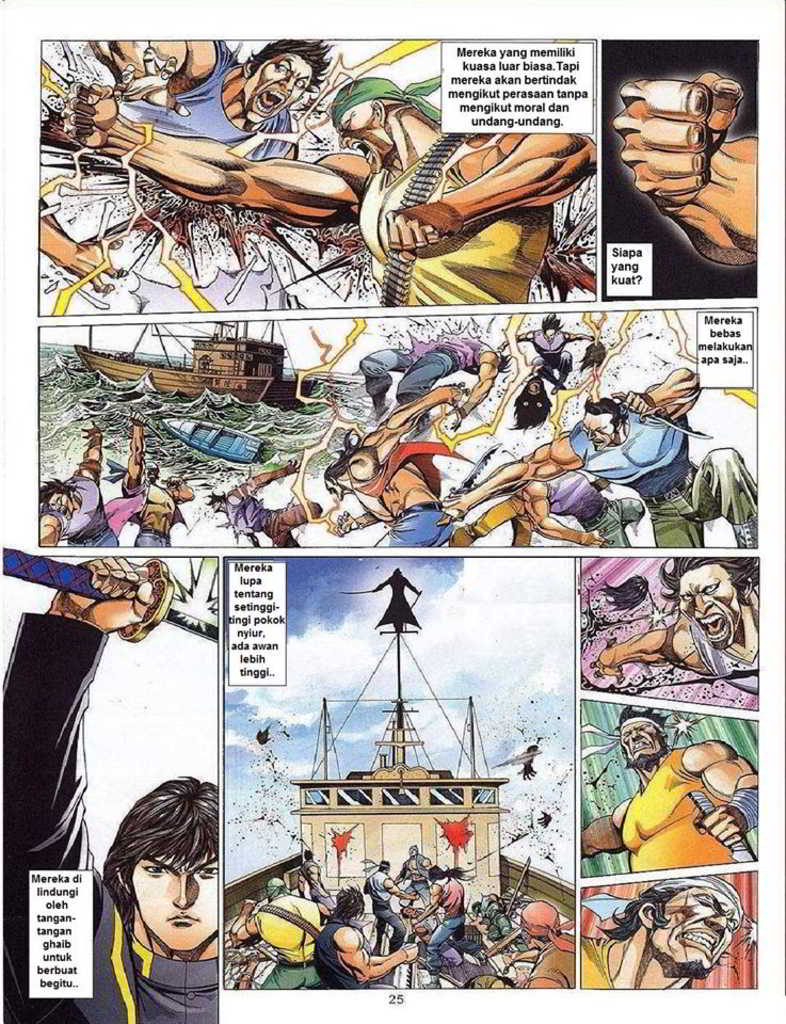 Mereka yang memiliki
kuasa luar biasa.Tapi
mereka akan bertindak
mengikut perasaan tanpa
mengikut moral dan
undang-undang.
Siapa
yang
kuat?
Mereka
bebas
melakukan
apa saja..
Mereka
lupa
tentang
setinggi-
tinggi pokok
nyiur,
ada awan
lebih
tinggi..
Mereka di
lindungi
oleh
tangan-
tangan
ghaib
untuk
berbuat
begitu..
25